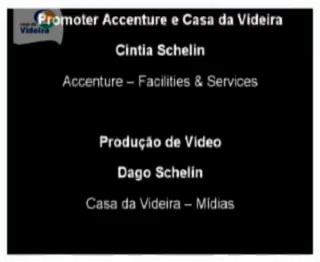 Promoter Accenture e Casa da Videira
Cintia Schelin
Accenture – Facilities & Services
Produção de Video
Dago Schelin
Casa da Videira – Mídias
Videira